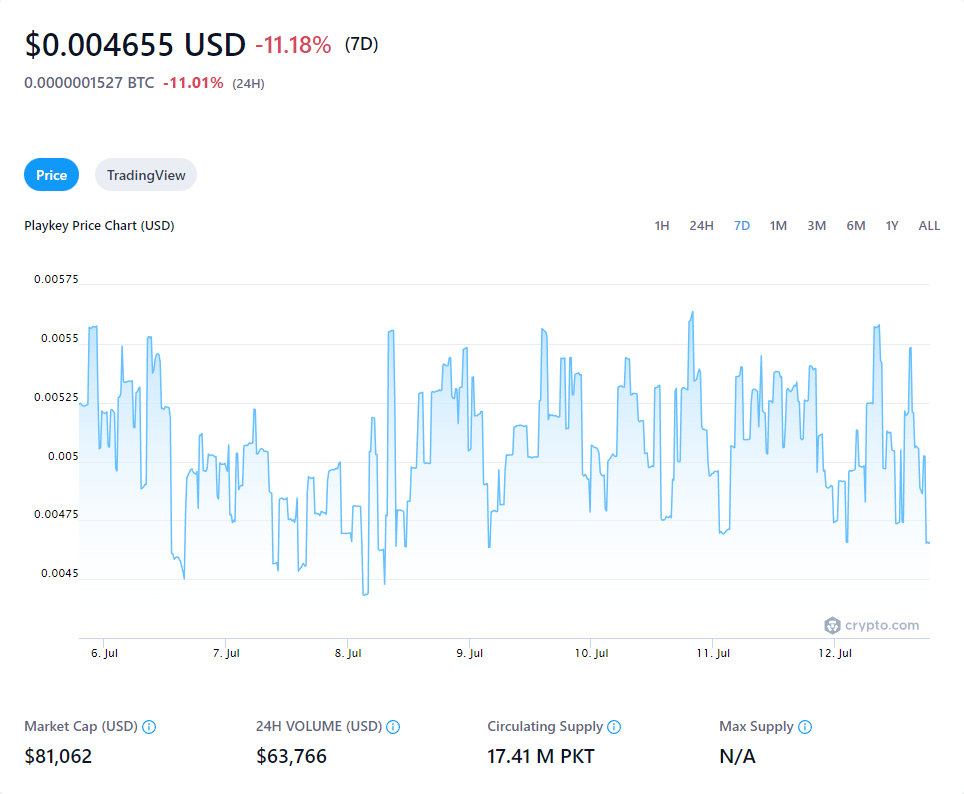 $0.004655 USD -11.18% (7D)
0.0000001527 BTC -11.01% (24H)
Price TradingView
Playkey Price Chart (USD) 1H 24H 7D 1M 3M 6M 1Y ALL
0.00575
0.0055
0.00525
0.005
0.00475
0.0045
crypto.com
6. Jul 7. Jul 8. Jul 9. Jul 10. Jul 11. Jul 12. Jul
Market Cap (USD) 24H VOLUME (USD) Circulating Supply Max Supply
$81,062 $63,766 17.41 M PKT N/A